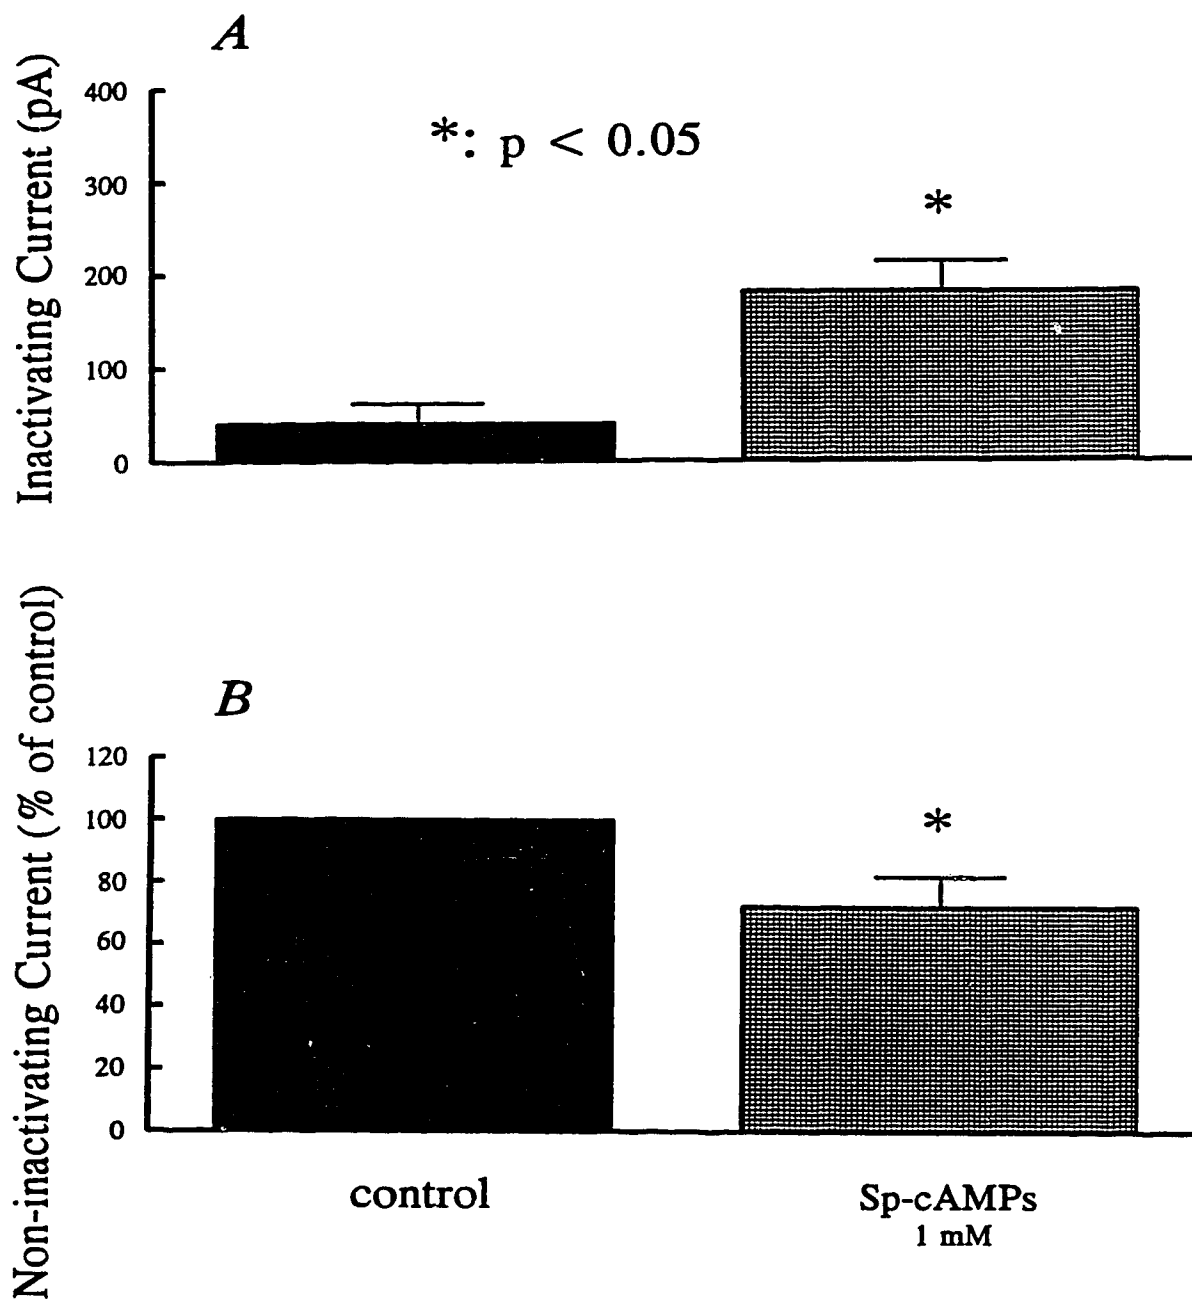 A
Inactivating Current (pA)
400
300
200
100
0
*: p < 0.05
*
B
Non-inactivating Current (% of control)
120
100
80
60
40
20
0
*
control
Sp-cAMPs
1 mM